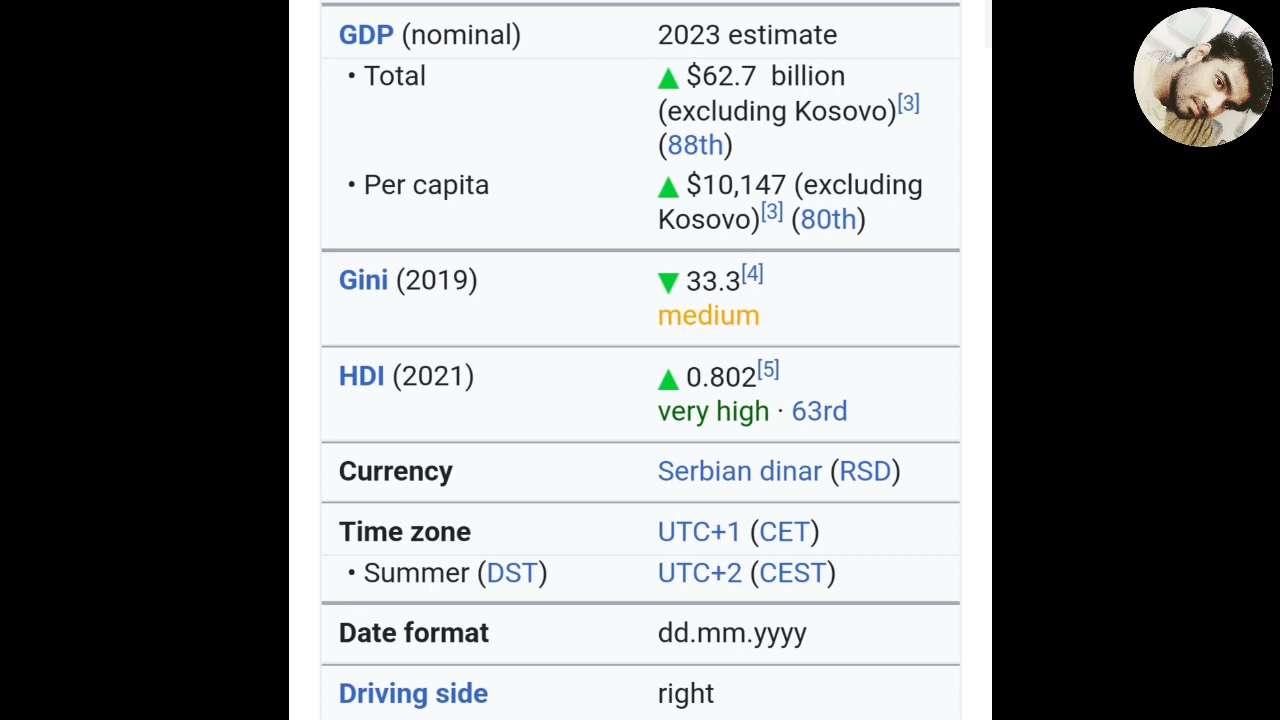 GDP (nominal) 2023 estimate
• Total ▲ $62.7 billion
(excluding Kosovo)[3]
(88th)
• Per capita ▲ $10,147 (excluding
Kosovo)[3] (80th)
Gini (2019) ▼ 33.3[4]
medium
HDI (2021) ▲ 0.802[5]
very high · 63rd
Currency Serbian dinar (RSD)
Time zone UTC+1 (CET)
• Summer (DST) UTC+2 (CEST)
Date format dd.mm.yyyy
Driving side right